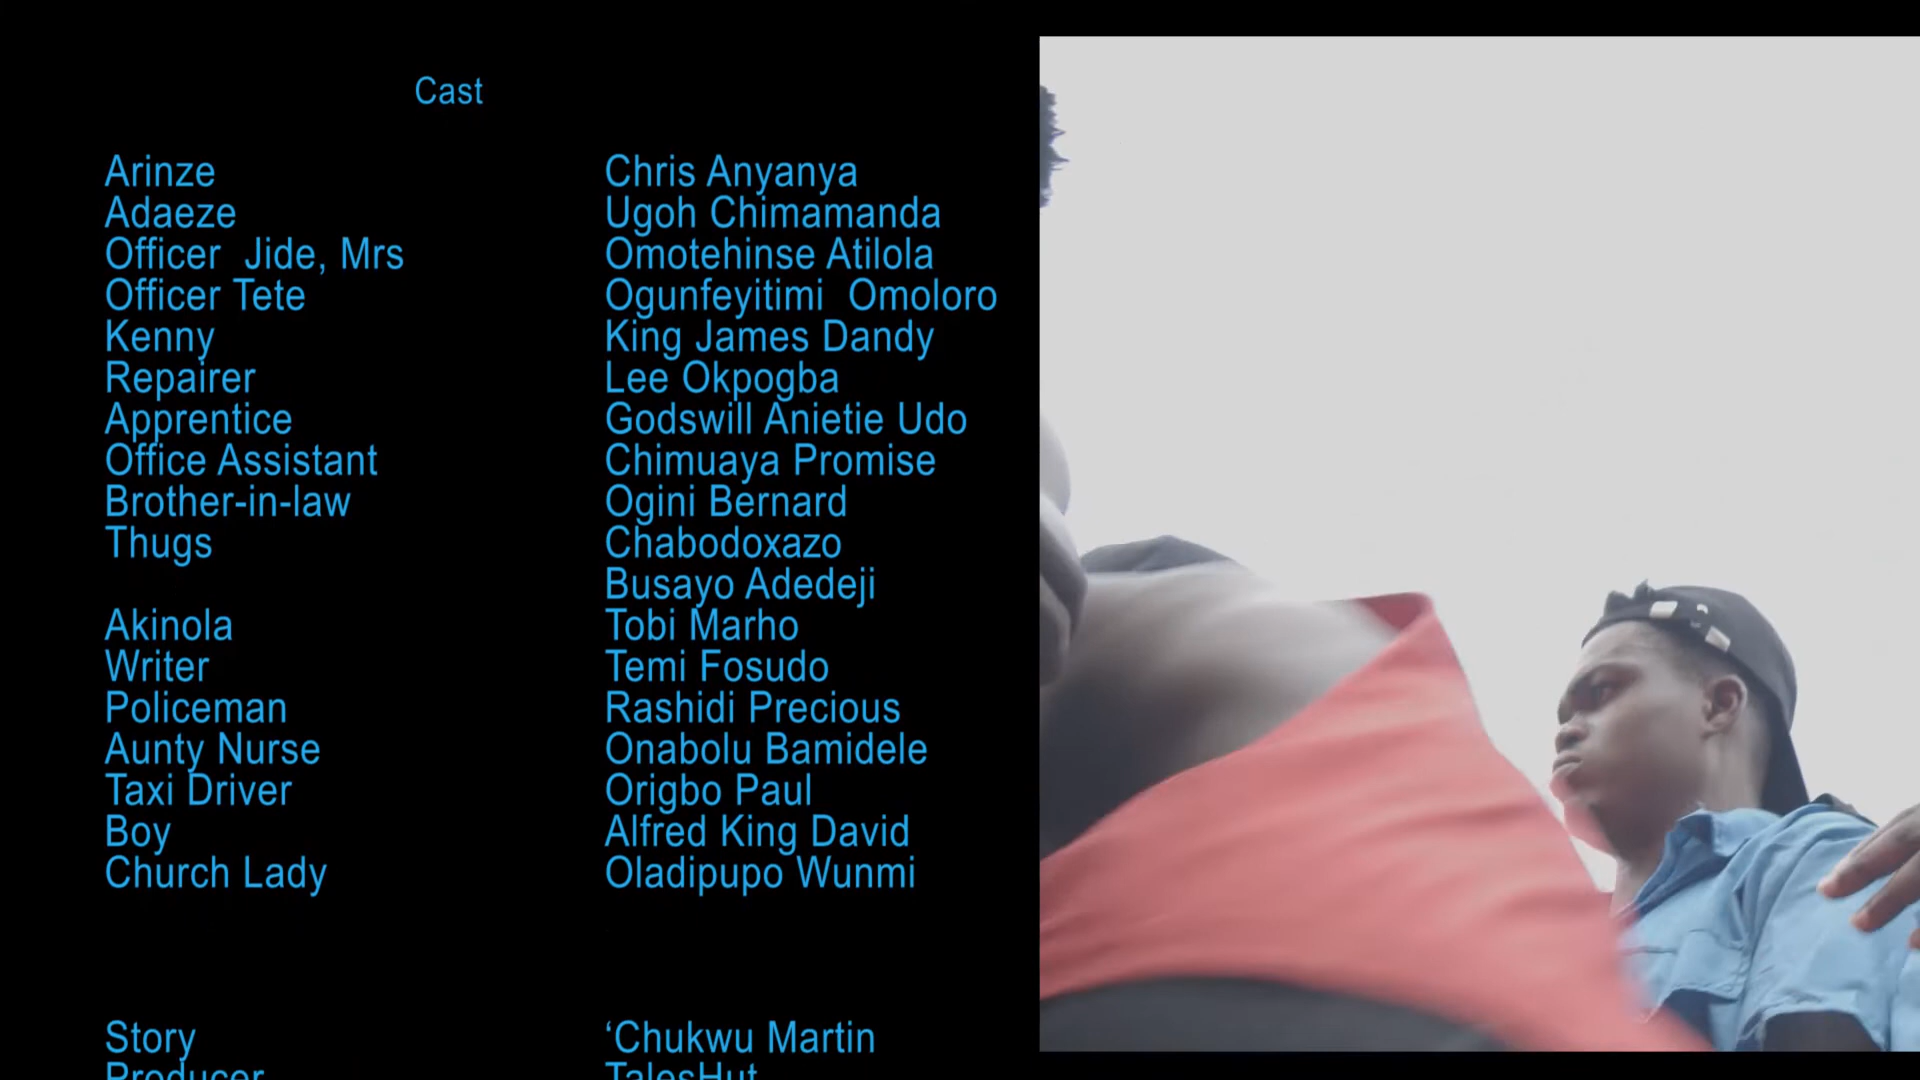 Cast
Arinze Chris Anyanya
Adaeze Ugoh Chimamanda
Officer  Jide, Mrs Omotehinse Atilola
Officer Tete Ogunfeyitimi  Omoloro
Kenny King James Dandy
Repairer Lee Okpogba
Apprentice Godswill Anietie Udo
Office Assistant Chimuaya Promise
Brother-in-law Ogini Bernard
Thugs Chabodoxazo
Busayo Adedeji
Akinola Tobi Marho
Writer Temi Fosudo
Policeman Rashidi Precious
Aunty Nurse Onabolu Bamidele
Taxi Driver Origbo Paul
Boy Alfred King David
Church Lady Oladipupo Wunmi
Story ‘Chukwu Martin
Producer TalesHut